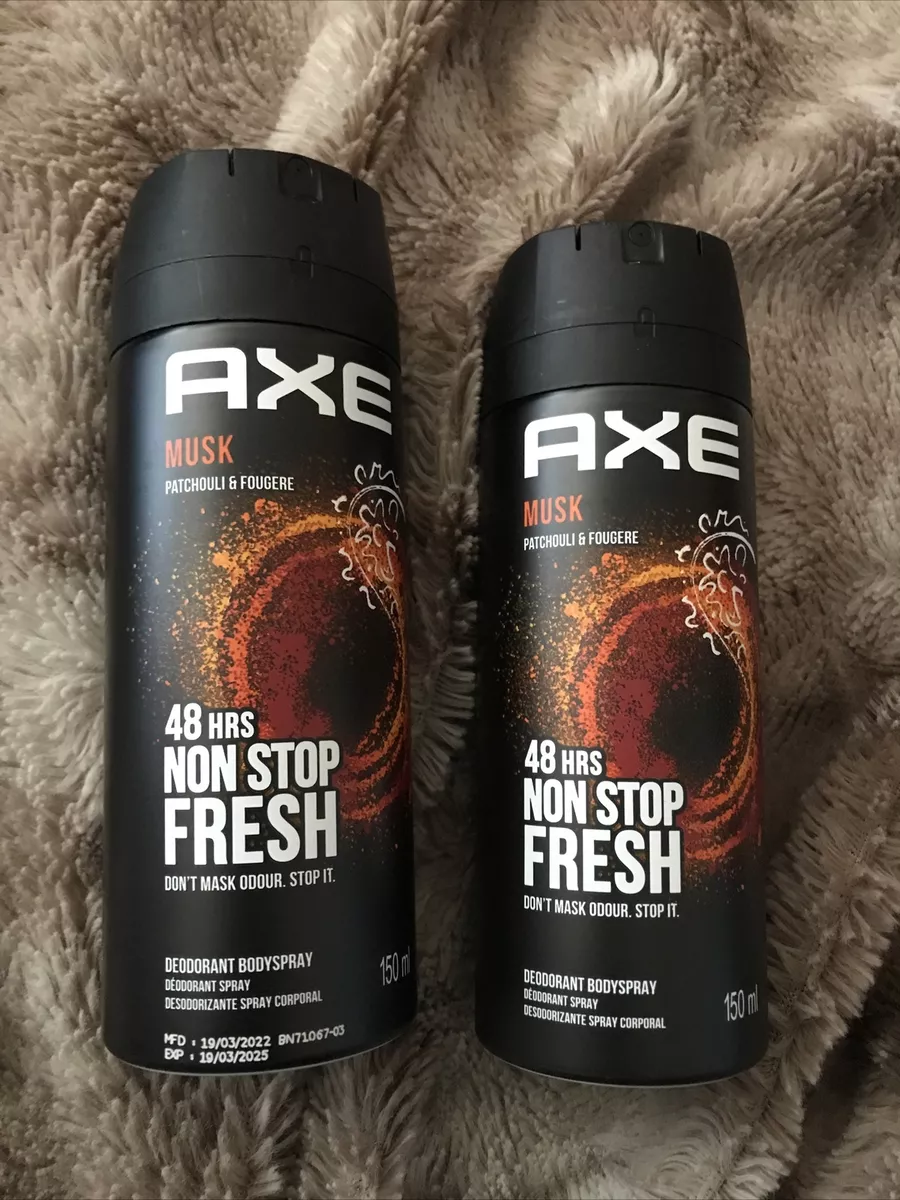 AXE
MUSK
PATCHOULI & FOUGERE
48 HRS
NON STOP
FRESH
DON'T MASK ODOUR. STOP IT.
DEODORANT BODYSPRAY
DÉODORANT SPRAY
DESODORIZANTE SPRAY CORPORAL
150 ml
MFD : 19/03/2022 BN71067-03
EXP : 19/03/2025
AXE
MUSK
PATCHOULI & FOUGERE
48 HRS
NON STOP
FRESH
DON'T MASK ODOUR. STOP IT.
DEODORANT BODYSPRAY
DÉODORANT SPRAY
DESODORIZANTE SPRAY CORPORAL
150 ml